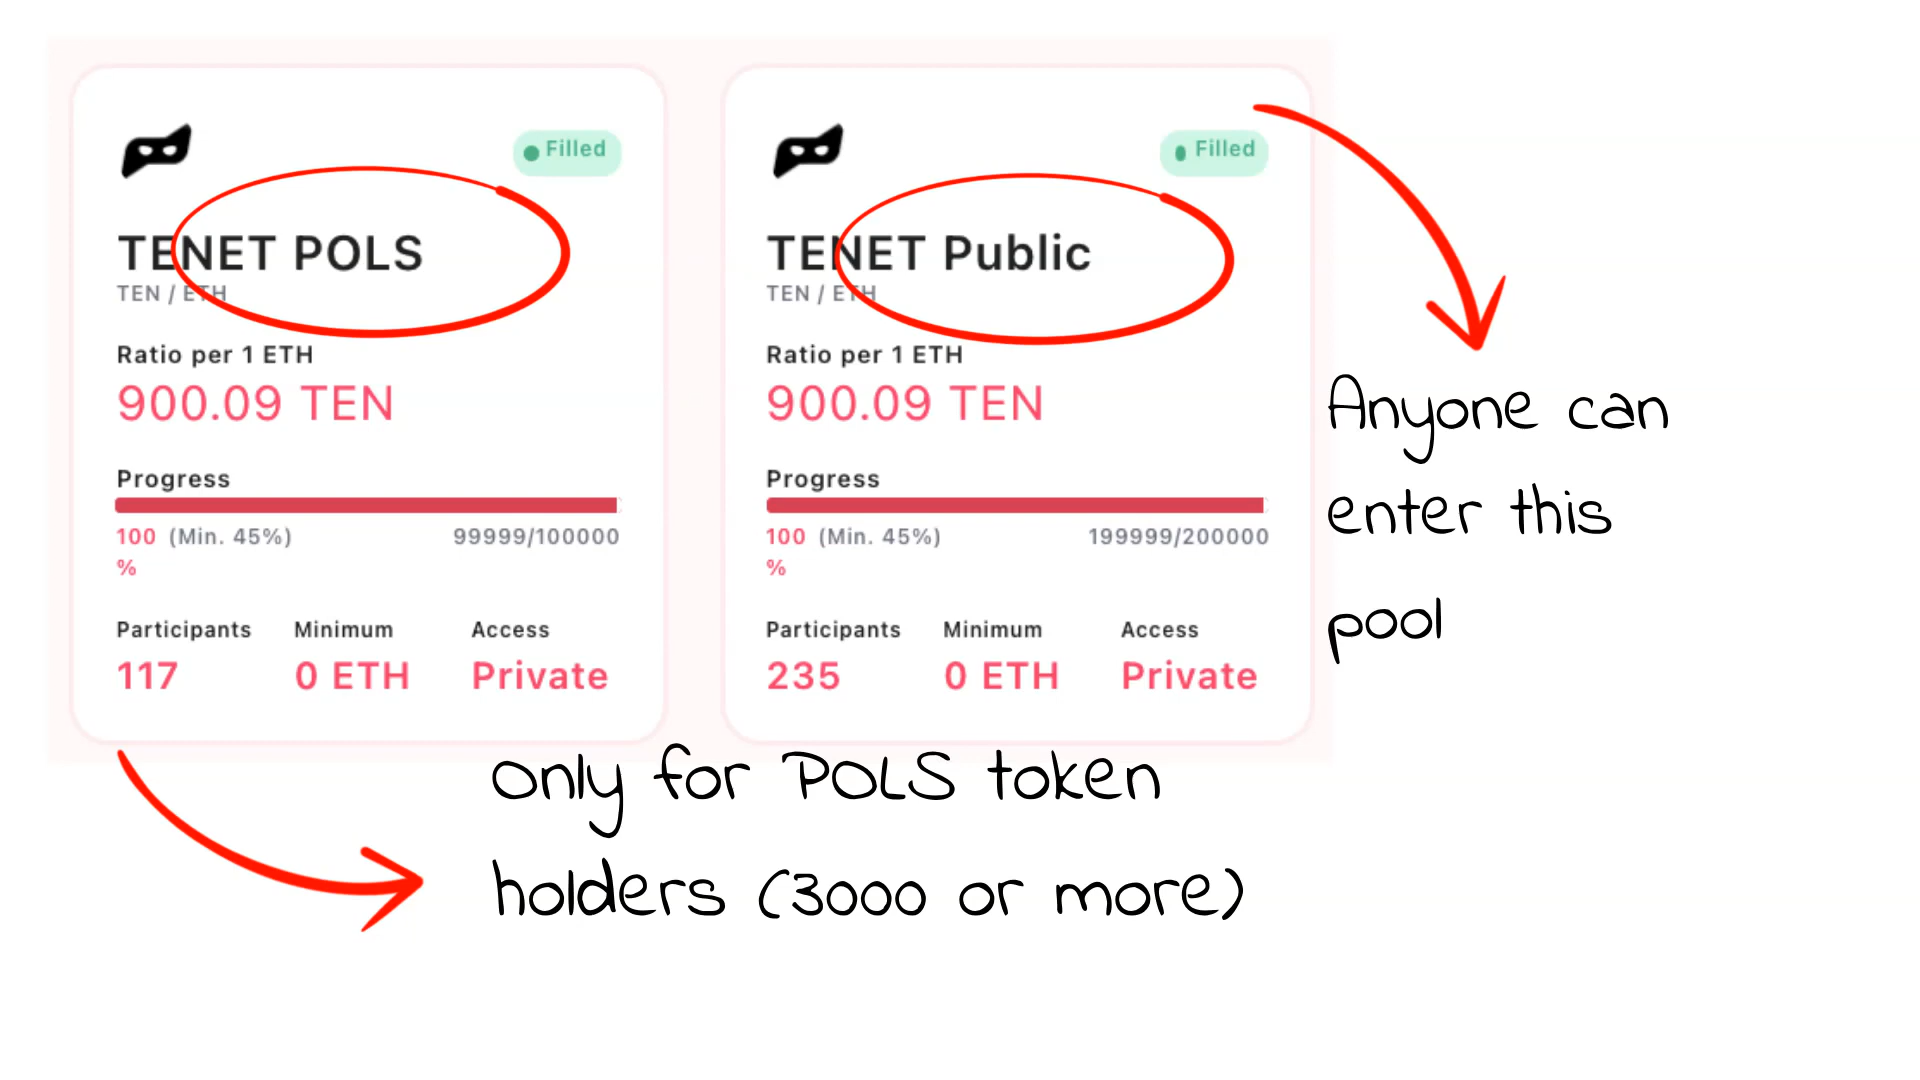 Filled
TENET POLS
TEN / ETH
Ratio per 1 ETH
900.09 TEN
Progress
100 (Min. 45%) 99999/100000
%
Participants Minimum Access
117 0 ETH Private
Filled
TENET Public
TEN / ETH
Ratio per 1 ETH
900.09 TEN
Progress
100 (Min. 45%) 199999/200000
%
Participants Minimum Access
235 0 ETH Private
Anyone can
enter this
pool
only for POLS token
holders (3000 or more)